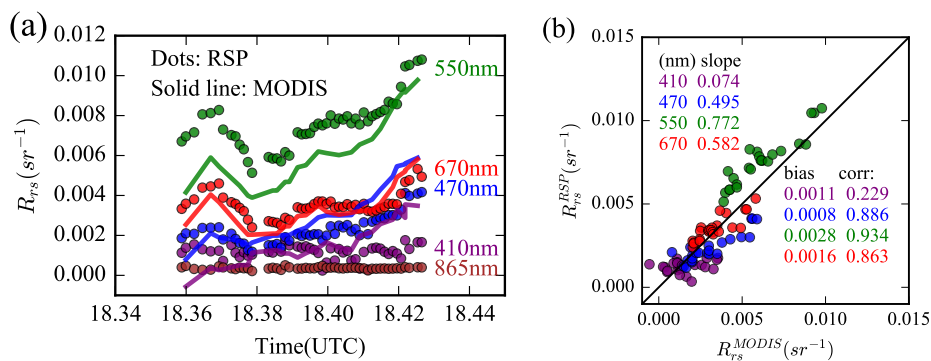 (a)
0.012
0.010
0.008
0.006
0.004
0.002
0.000
R_rs(sr^−1)
Dots: RSP
Solid line: MODIS
550nm
670nm
470nm
410nm
865nm
18.34 18.36 18.38 18.40 18.42 18.44
Time(UTC)
(b)
0.015
0.010
0.005
0.000
R_rs^RSP(sr^−1)
(nm) slope
410 0.074
470 0.495
550 0.772
670 0.582
bias corr:
0.0011 0.229
0.0008 0.886
0.0028 0.934
0.0016 0.863
0.000 0.005 0.010 0.015
R_rs^MODIS(sr^−1)